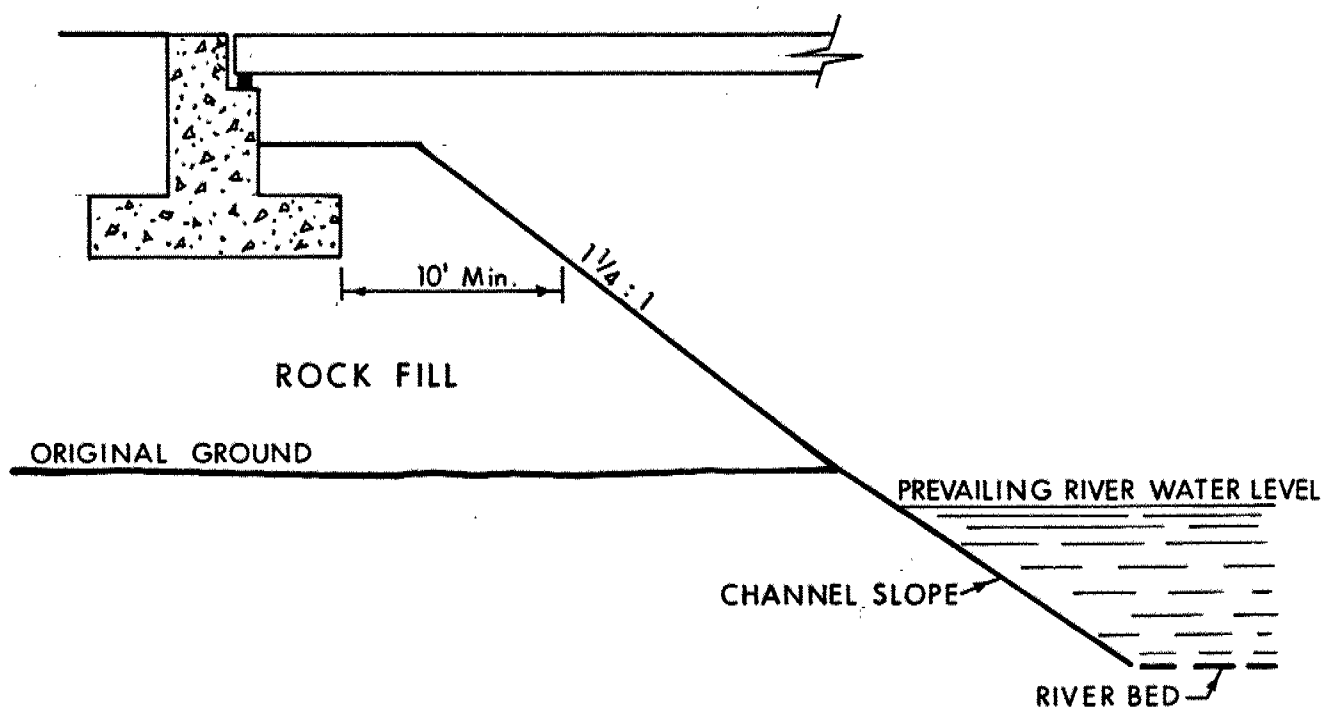 10' Min.
1 1/4 : 1
ROCK FILL
ORIGINAL GROUND
PREVAILING RIVER WATER LEVEL
CHANNEL SLOPE
RIVER BED